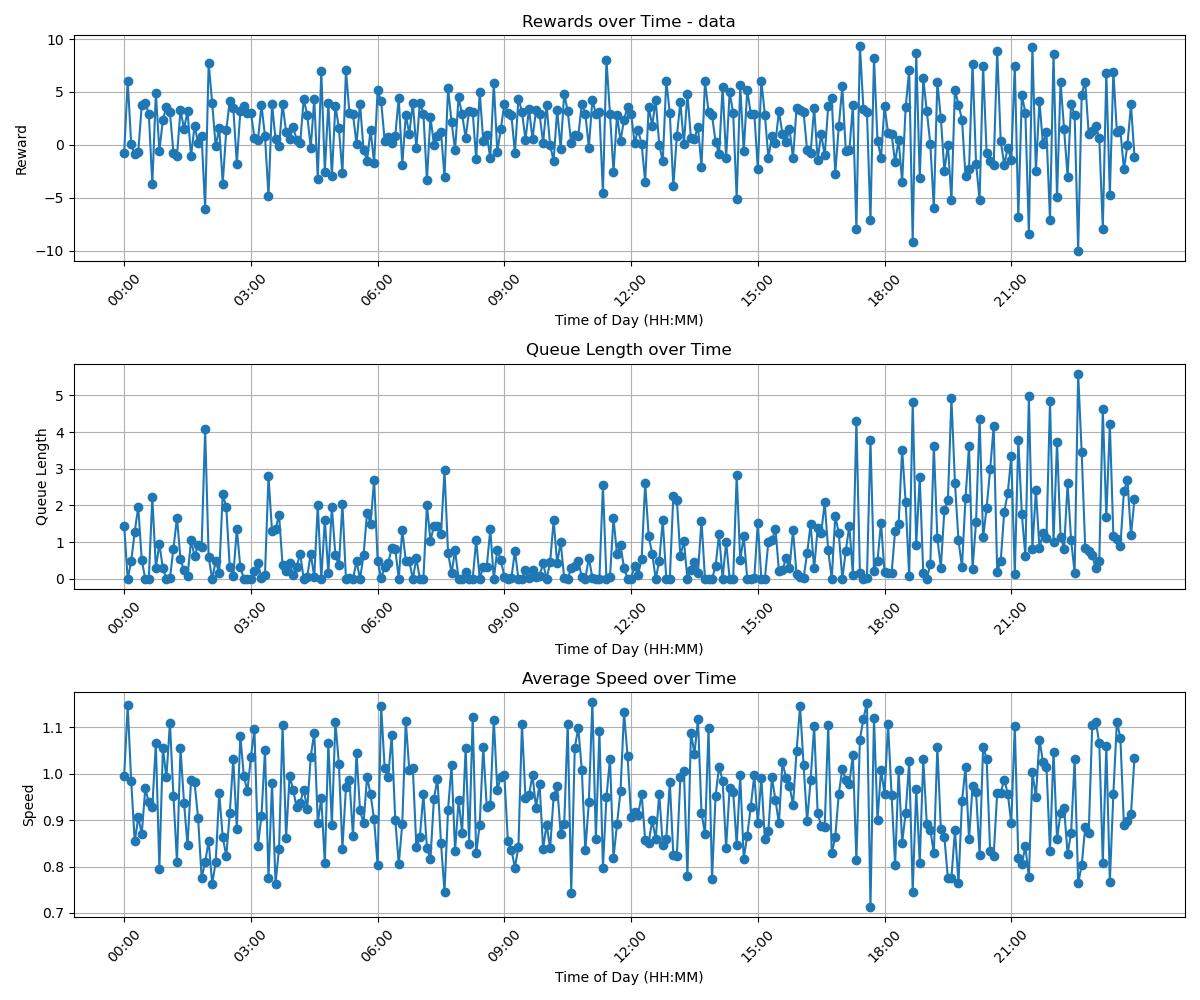 Rewards over Time - data
Reward
10
5
0
−5
−10
00:00 03:00 06:00 09:00 12:00 15:00 18:00 21:00
Time of Day (HH:MM)
Queue Length over Time
Queue Length
5
4
3
2
1
0
00:00 03:00 06:00 09:00 12:00 15:00 18:00 21:00
Time of Day (HH:MM)
Average Speed over Time
Speed
1.1
1.0
0.9
0.8
0.7
00:00 03:00 06:00 09:00 12:00 15:00 18:00 21:00
Time of Day (HH:MM)